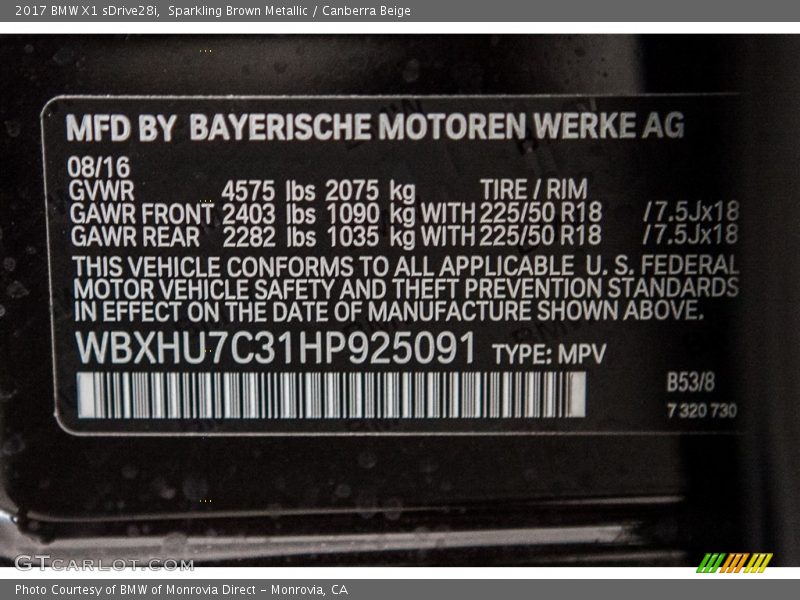 2017 BMW X1 sDrive28i, Sparkling Brown Metallic / Canberra Beige
MFD BY BAYERISCHE MOTOREN WERKE AG
08/16
GVWR 4575 lbs 2075 kg TIRE / RIM
GAWR FRONT 2403 lbs 1090 kg WITH 225/50 R18 /7.5Jx18
GAWR REAR 2282 lbs 1035 kg WITH 225/50 R18 /7.5Jx18
THIS VEHICLE CONFORMS TO ALL APPLICABLE U.S. FEDERAL
MOTOR VEHICLE SAFETY AND THEFT PREVENTION STANDARDS
IN EFFECT ON THE DATE OF MANUFACTURE SHOWN ABOVE.
WBXHU7C31HP925091 TYPE: MPV
B53/8
7 320 730
GTCARLOT.COM
Photo Courtesy of BMW of Monrovia Direct - Monrovia, CA